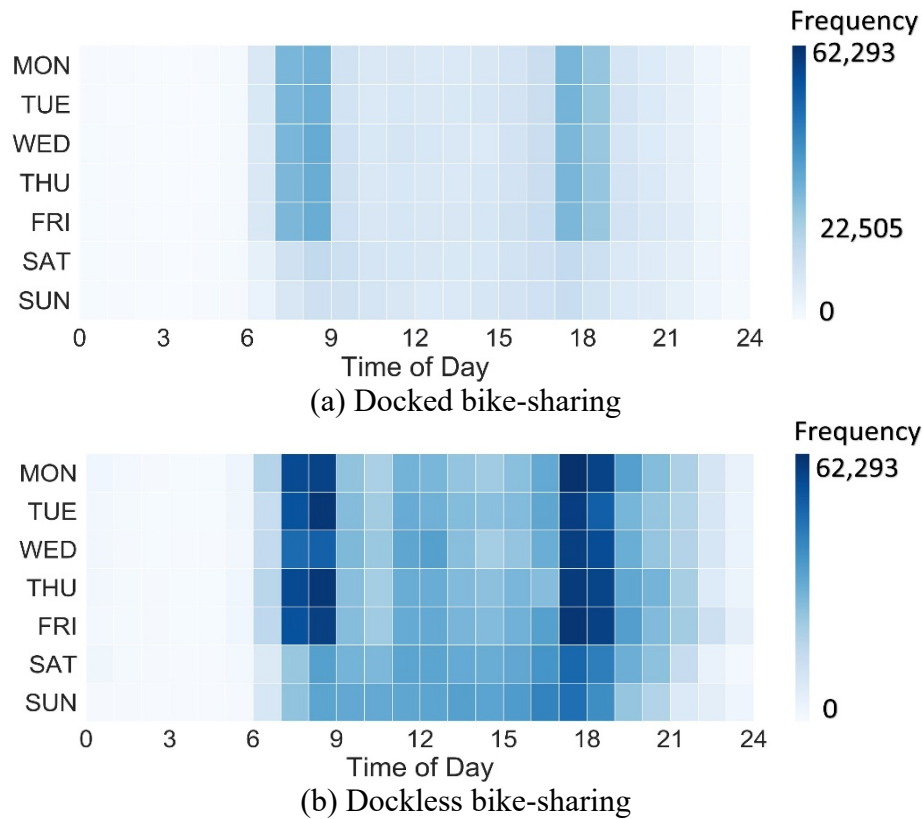 Frequency
62,293
MON
TUE
WED
THU
FRI
SAT
SUN
22,505
0
0 3 6 9 12 15 18 21 24
Time of Day
(a) Docked bike-sharing
Frequency
62,293
MON
TUE
WED
THU
FRI
SAT
SUN
0
0 3 6 9 12 15 18 21 24
Time of Day
(b) Dockless bike-sharing